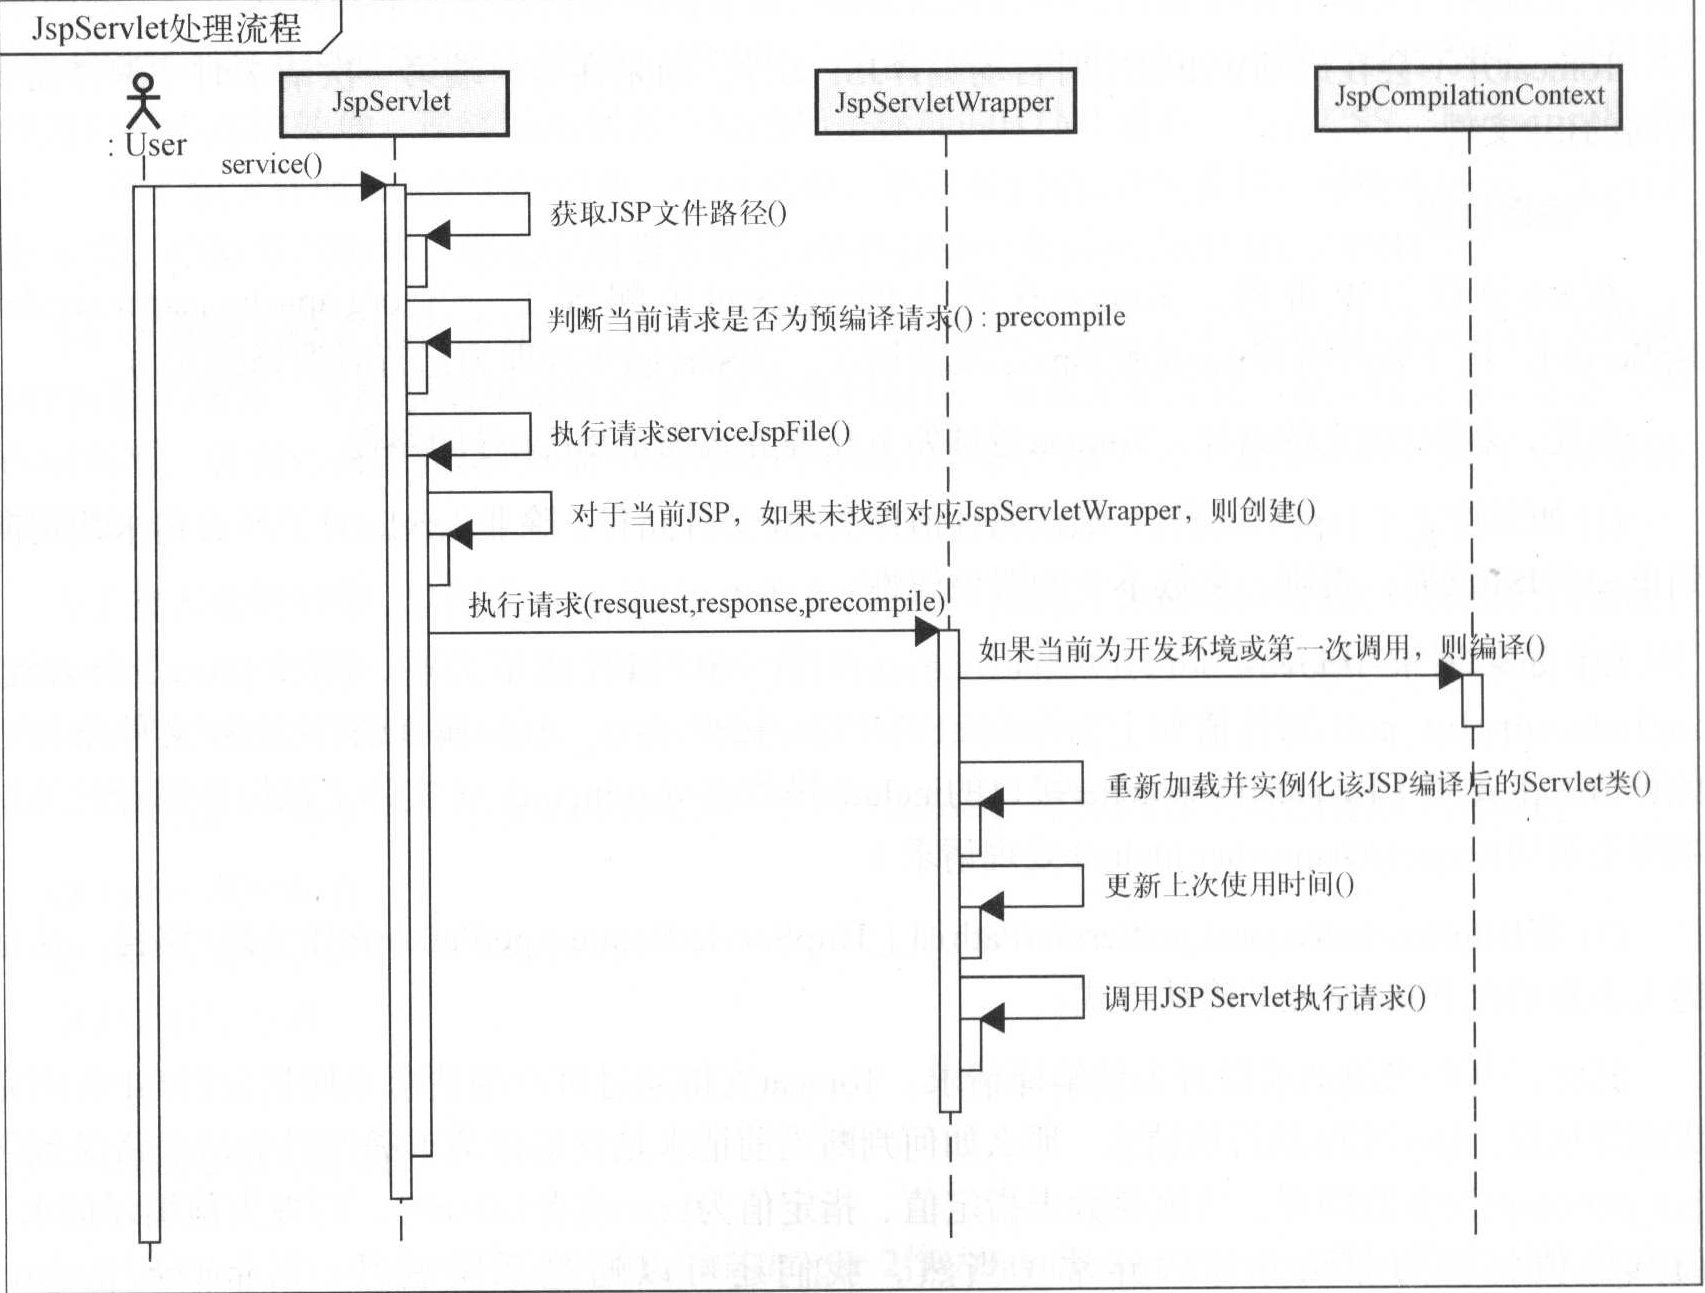 JspServlet处理流程
: User
JspServlet
JspServletWrapper
JspCompilationContext
service()
获取JSP文件路径()
判断当前请求是否为预编译请求() : precompile
执行请求serviceJspFile()
对于当前JSP，如果未找到对应JspServletWrapper，则创建()
执行请求(resquest,response,precompile)
如果当前为开发环境或第一次调用，则编译()
重新加载并实例化该JSP编译后的Servlet类()
更新上次使用时间()
调用JSP Servlet执行请求()